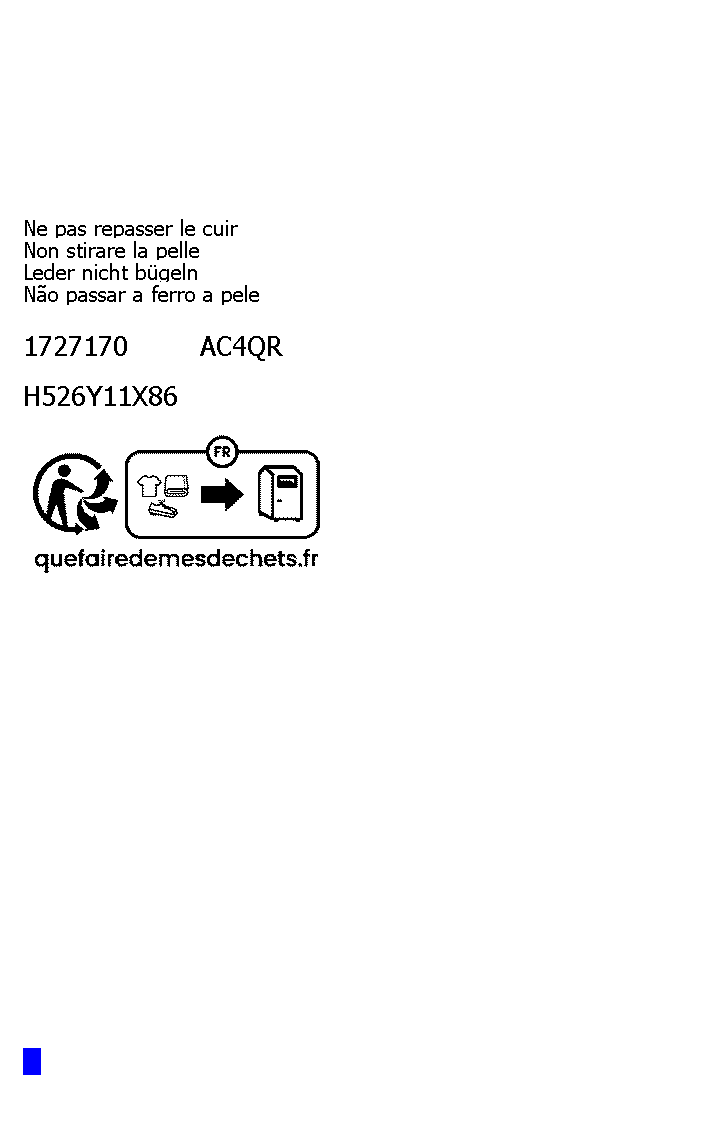 Ne pas repasser le cuir
Non stirare la pelle
Leder nicht bügeln
Não passar a ferro a pele
1727170 AC4QR
H526Y11X86
FR
quefairedemesdechets.fr